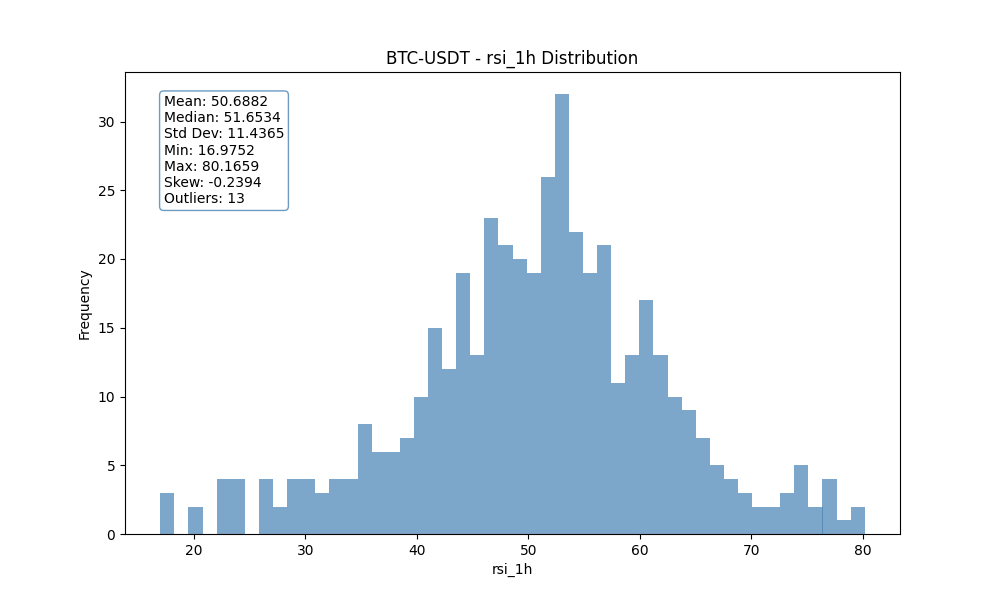 BTC-USDT - rsi_1h Distribution
Mean: 50.6882
Median: 51.6534
Std Dev: 11.4365
Min: 16.9752
Max: 80.1659
Skew: -0.2394
Outliers: 13
Frequency
30
25
20
15
10
5
0
20 30 40 50 60 70 80
rsi_1h